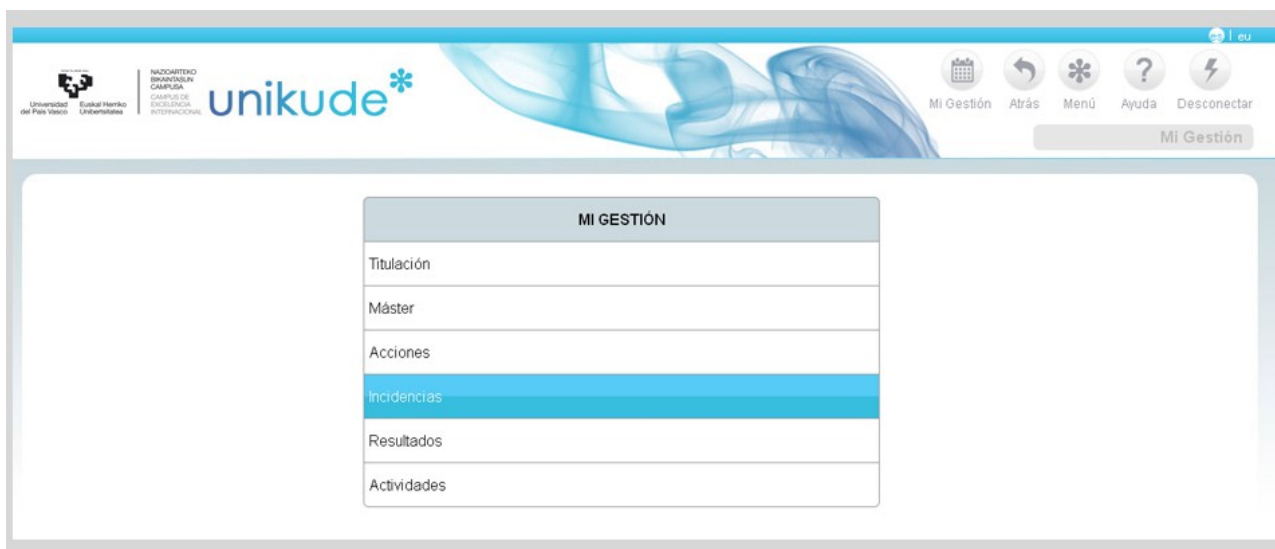 es | eu
Universidad del País Vasco
Euskal Herriko Unibertsitatea
NAZIOARTEKO
BIKAINTASUN
CAMPUSA
CAMPUS DE
EXCELENCIA
INTERNACIONAL
unikude*
Mi Gestión Atrás Menú Ayuda Desconectar
Mi Gestión
MI GESTIÓN
Titulación
Máster
Acciones
Incidencias
Resultados
Actividades